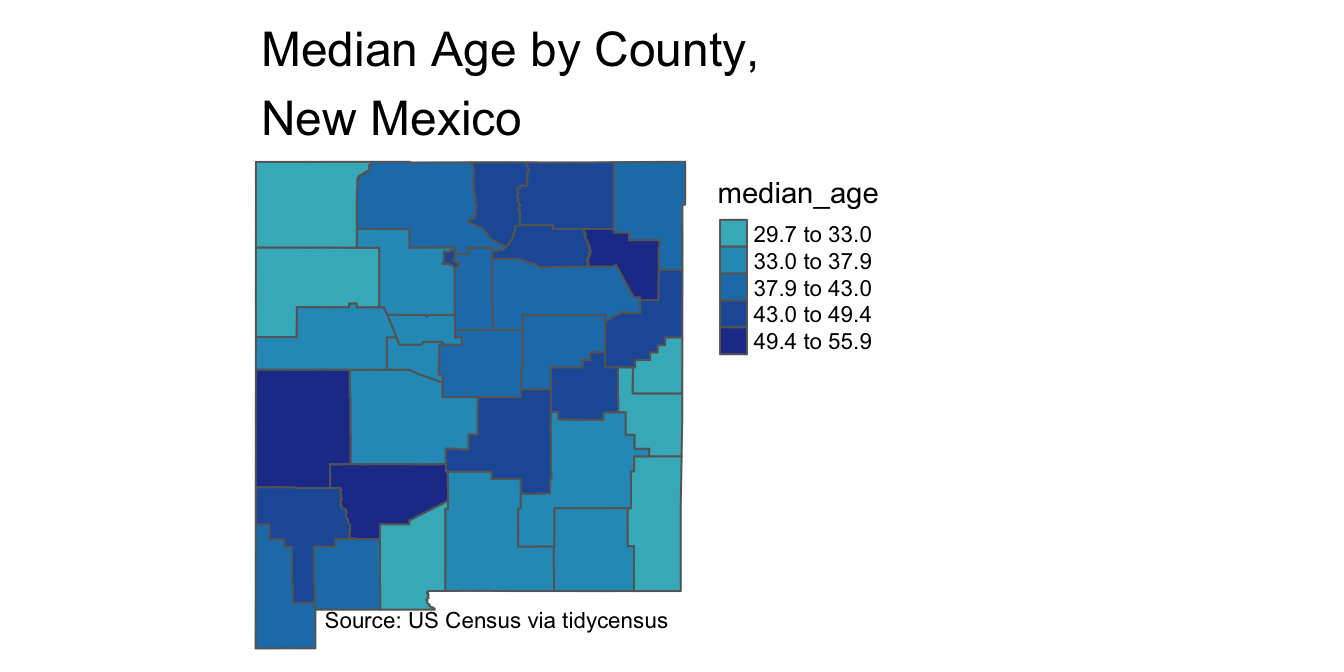 Median Age by County,
New Mexico
median_age
29.7 to 33.0
33.0 to 37.9
37.9 to 43.0
43.0 to 49.4
49.4 to 55.9
Source: US Census via tidycensus